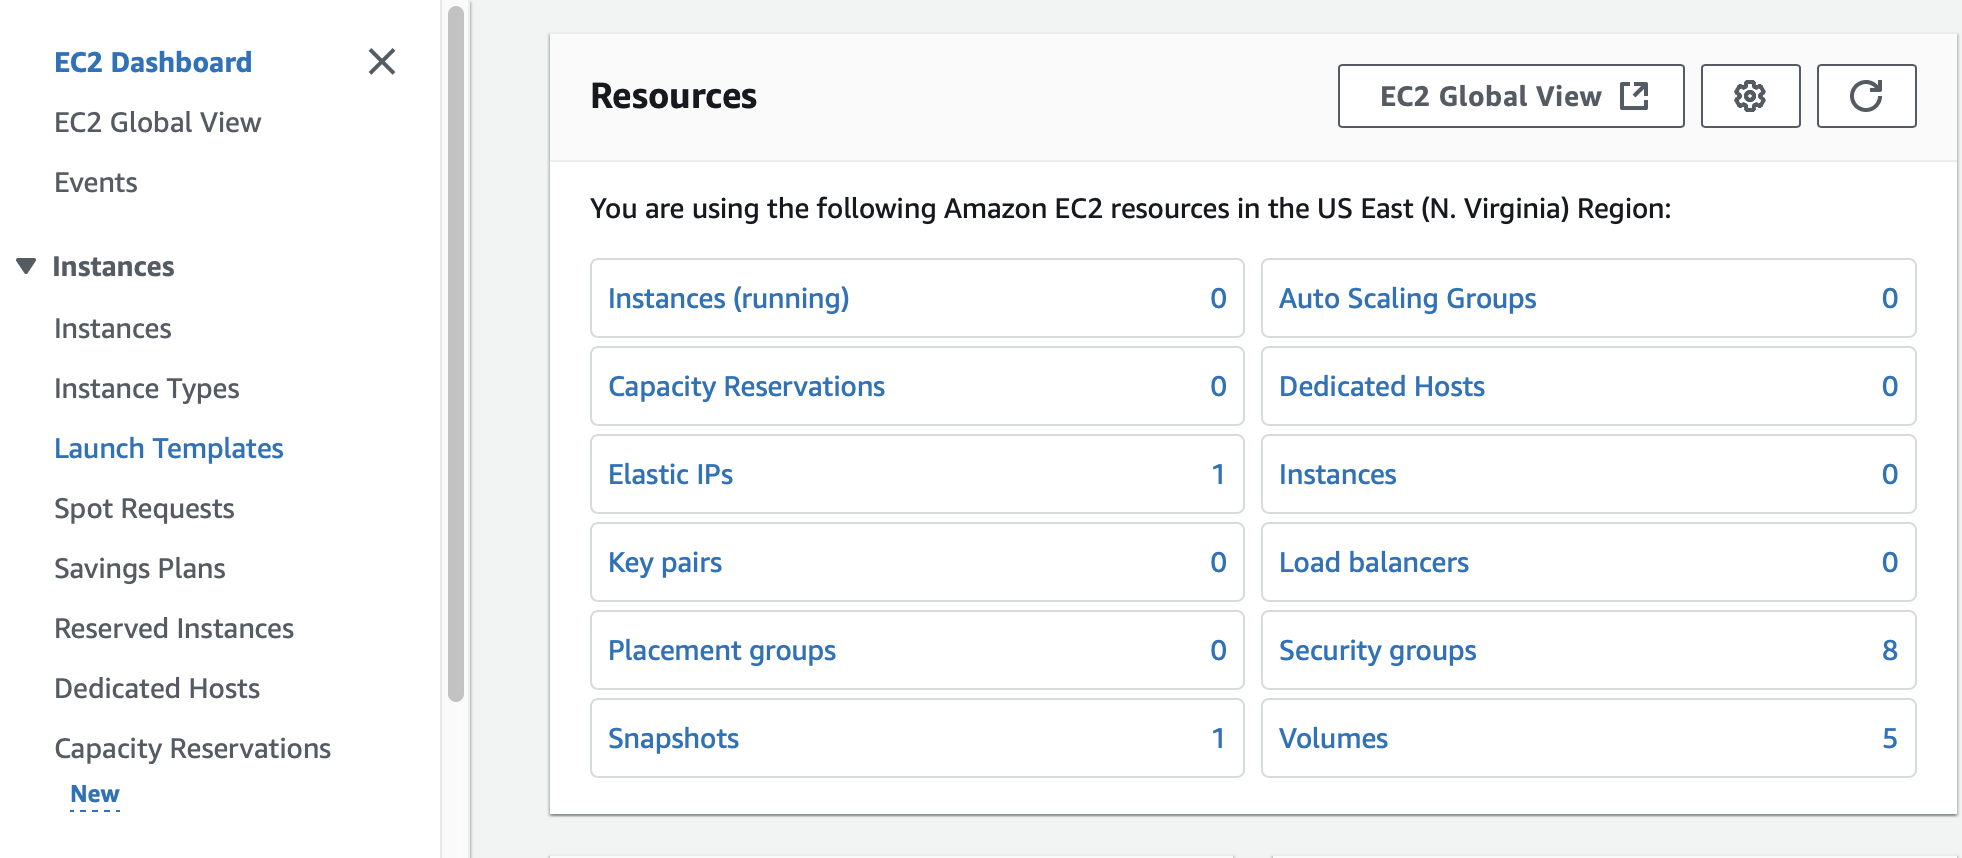 EC2 Dashboard
EC2 Global View
Events
Instances
Instances
Instance Types
Launch Templates
Spot Requests
Savings Plans
Reserved Instances
Dedicated Hosts
Capacity Reservations
New
Resources
EC2 Global View
You are using the following Amazon EC2 resources in the US East (N. Virginia) Region:
Instances (running) 0
Auto Scaling Groups 0
Capacity Reservations 0
Dedicated Hosts 0
Elastic IPs 1
Instances 0
Key pairs 0
Load balancers 0
Placement groups 0
Security groups 8
Snapshots 1
Volumes 5